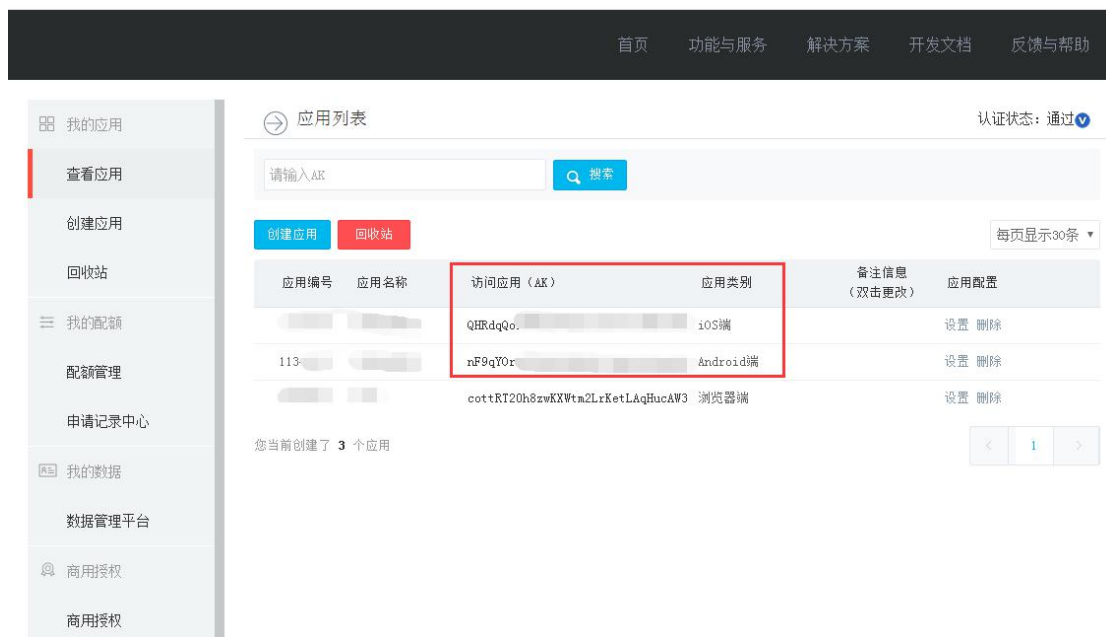 首页 功能与服务 解决方案 开发文档 反馈与帮助
我的应用
查看应用
创建应用
回收站
我的配额
配额管理
申请记录中心
我的数据
数据管理平台
商用授权
商用授权
应用列表
认证状态：通过
请输入AK 搜索
创建应用 回收站 每页显示30条
应用编号 应用名称 访问应用（AK） 应用类别 备注信息（双击更改） 应用配置
QHRdqQo. iOS端 设置 删除
113 nF9qYOr Android端 设置 删除
cottRT20h8zwKXWtm2LrKetLAqHucAW3 浏览器端 设置 删除
您当前创建了 3 个应用
< 1 >